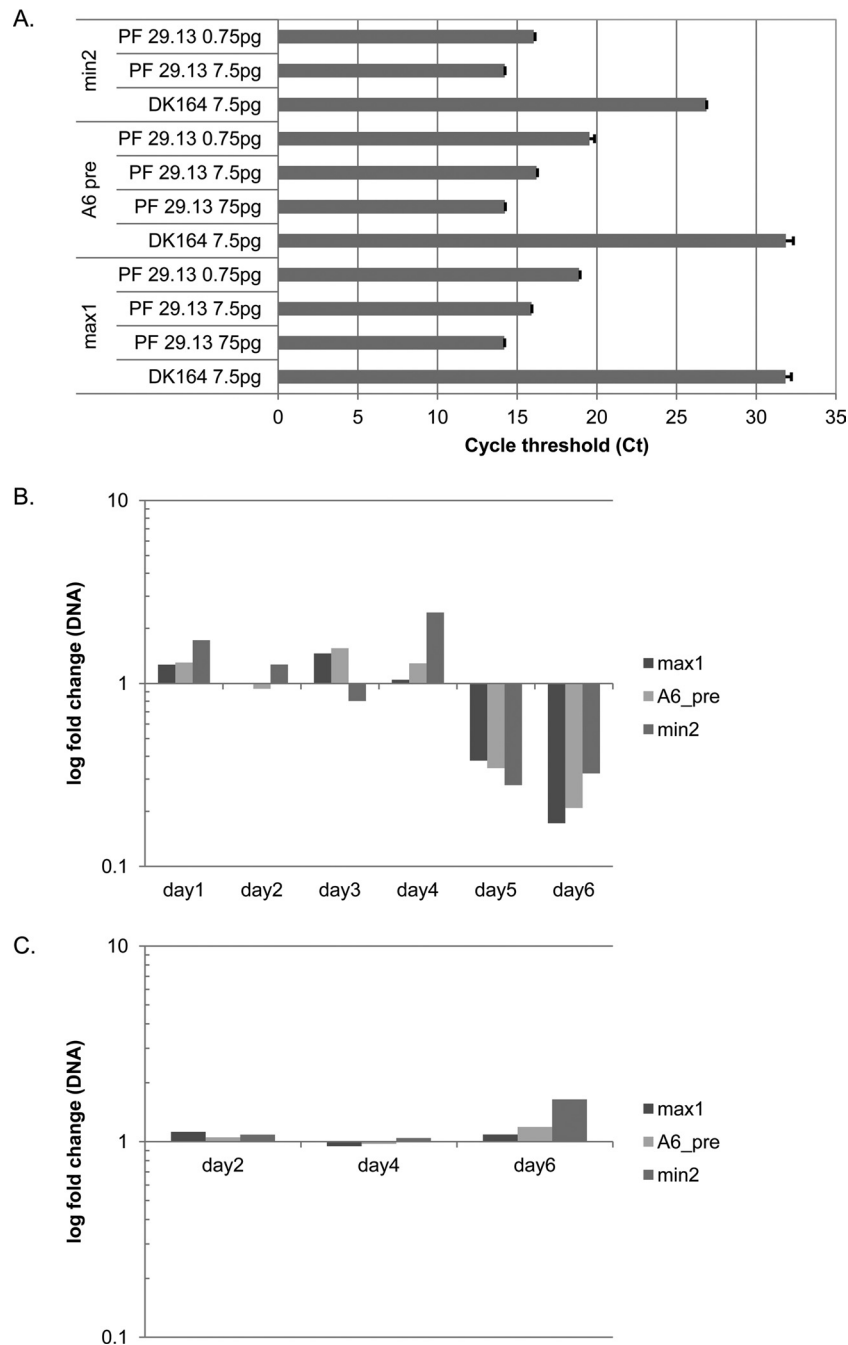 A.
min2
PF 29.13 0.75pg
PF 29.13 7.5pg
DK164 7.5pg
A6 pre
PF 29.13 0.75pg
PF 29.13 7.5pg
PF 29.13 75pg
DK164 7.5pg
max1
PF 29.13 0.75pg
PF 29.13 7.5pg
PF 29.13 75pg
DK164 7.5pg
0 5 10 15 20 25 30 35
Cycle threshold (Ct)
B.
log fold change (DNA)
10
1
0.1
day1 day2 day3 day4 day5 day6
max1
A6_pre
min2
C.
log fold change (DNA)
10
1
0.1
day2 day4 day6
max1
A6_pre
min2